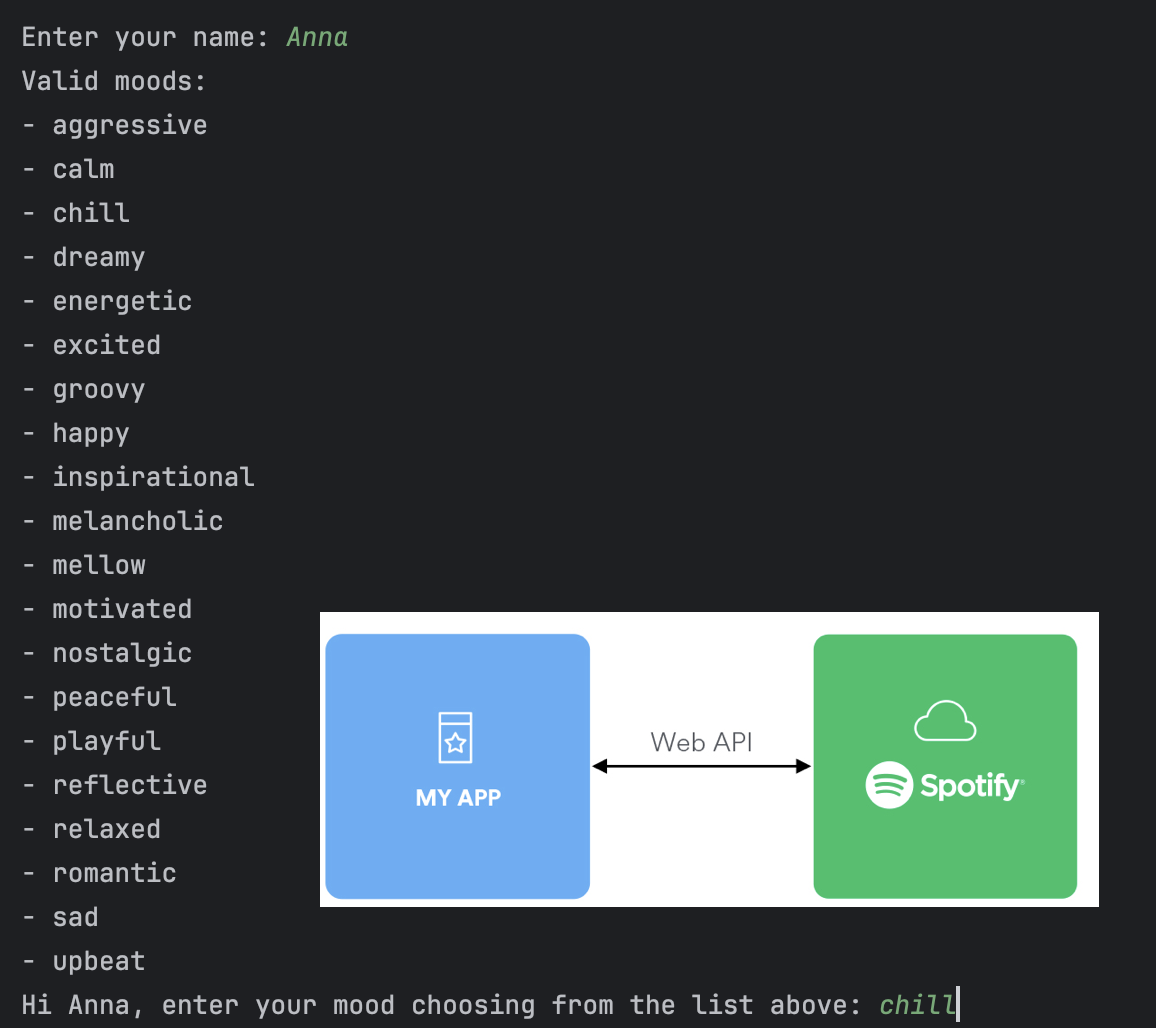 Enter your name: Anna
Valid moods:
- aggressive
- calm
- chill
- dreamy
- energetic
- excited
- groovy
- happy
- inspirational
- melancholic
- mellow
- motivated
- nostalgic
- peaceful
- playful
- reflective
- relaxed
- romantic
- sad
- upbeat
Web API
MY APP
Spotify®
Hi Anna, enter your mood choosing from the list above: chill